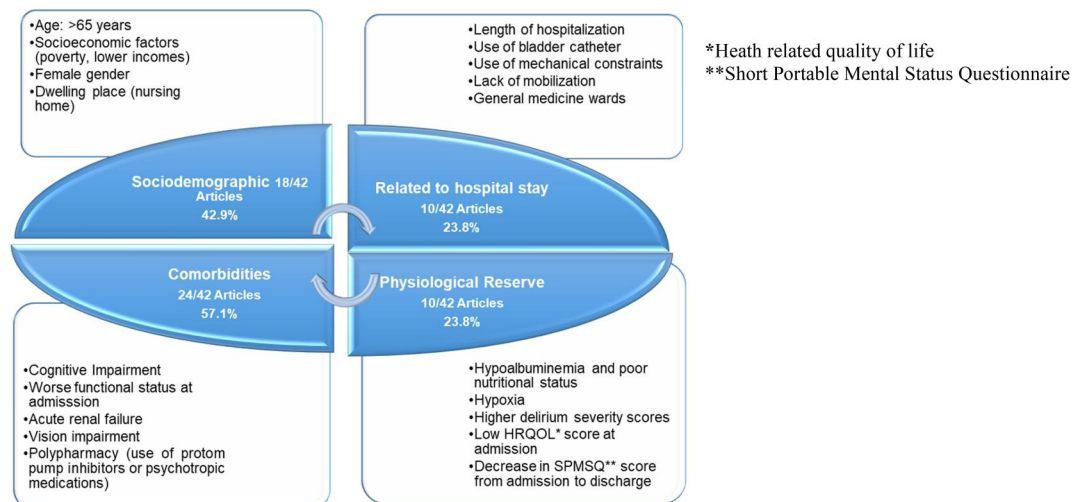 •Age: >65 years
•Socioeconomic factors
(poverty, lower incomes)
•Female gender
•Dwelling place (nursing
home)
•Length of hospitalization
•Use of bladder catheter
•Use of mechanical constraints
•Lack of mobilization
•General medicine wards
*Heath related quality of life
**Short Portable Mental Status Questionnaire
Sociodemographic 18/42
Articles
42.9%
Related to hospital stay
10/42 Articles
23.8%
Comorbidities
24/42 Articles
57.1%
Physiological Reserve
10/42 Articles
23.8%
•Cognitive Impairment
•Worse functional status at
admisssion
•Acute renal failure
•Vision impairment
•Polypharmacy (use of protom
pump inhibitors or psychotropic
medications)
•Hypoalbuminemia and poor
nutritional status
•Hypoxia
•Higher delirium severity scores
•Low HRQOL* score at
admission
•Decrease in SPMSQ** score
from admission to discharge